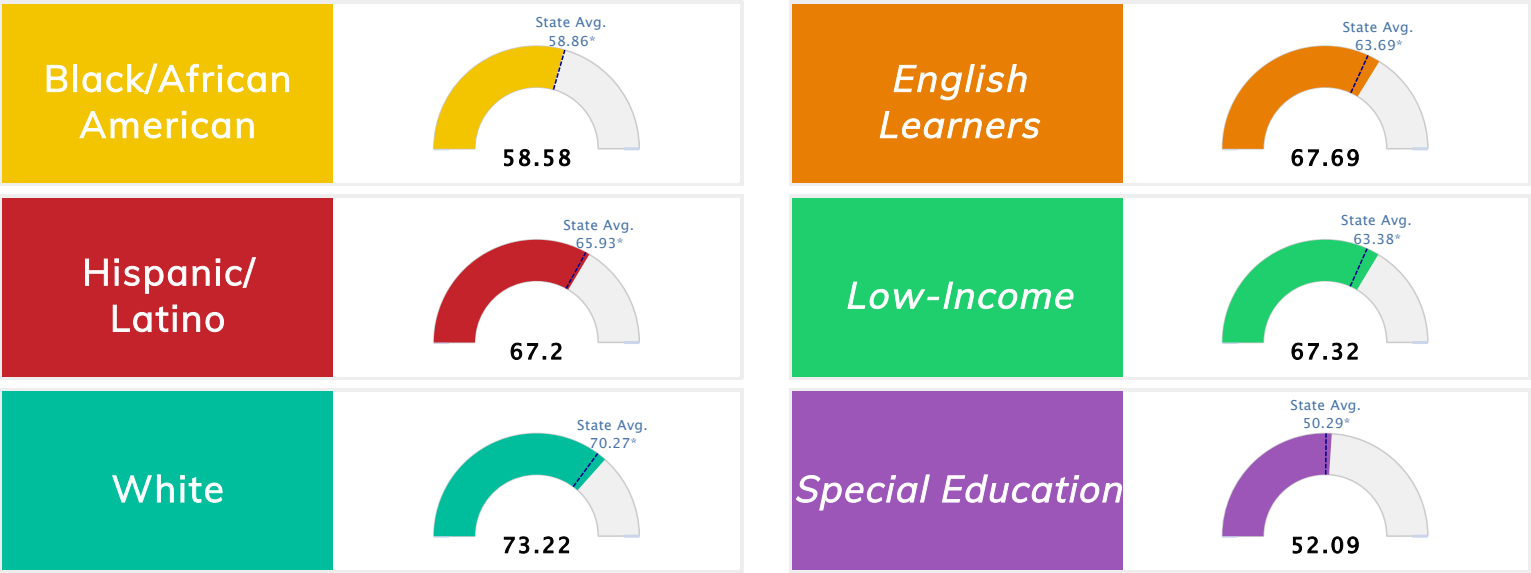 Black/African
American
State Avg.
58.86*
58.58
English
Learners
State Avg.
63.69*
67.69
Hispanic/
Latino
State Avg.
65.93*
67.2
Low-Income
State Avg.
63.38*
67.32
White
State Avg.
70.27*
73.22
Special Education
State Avg.
50.29*
52.09